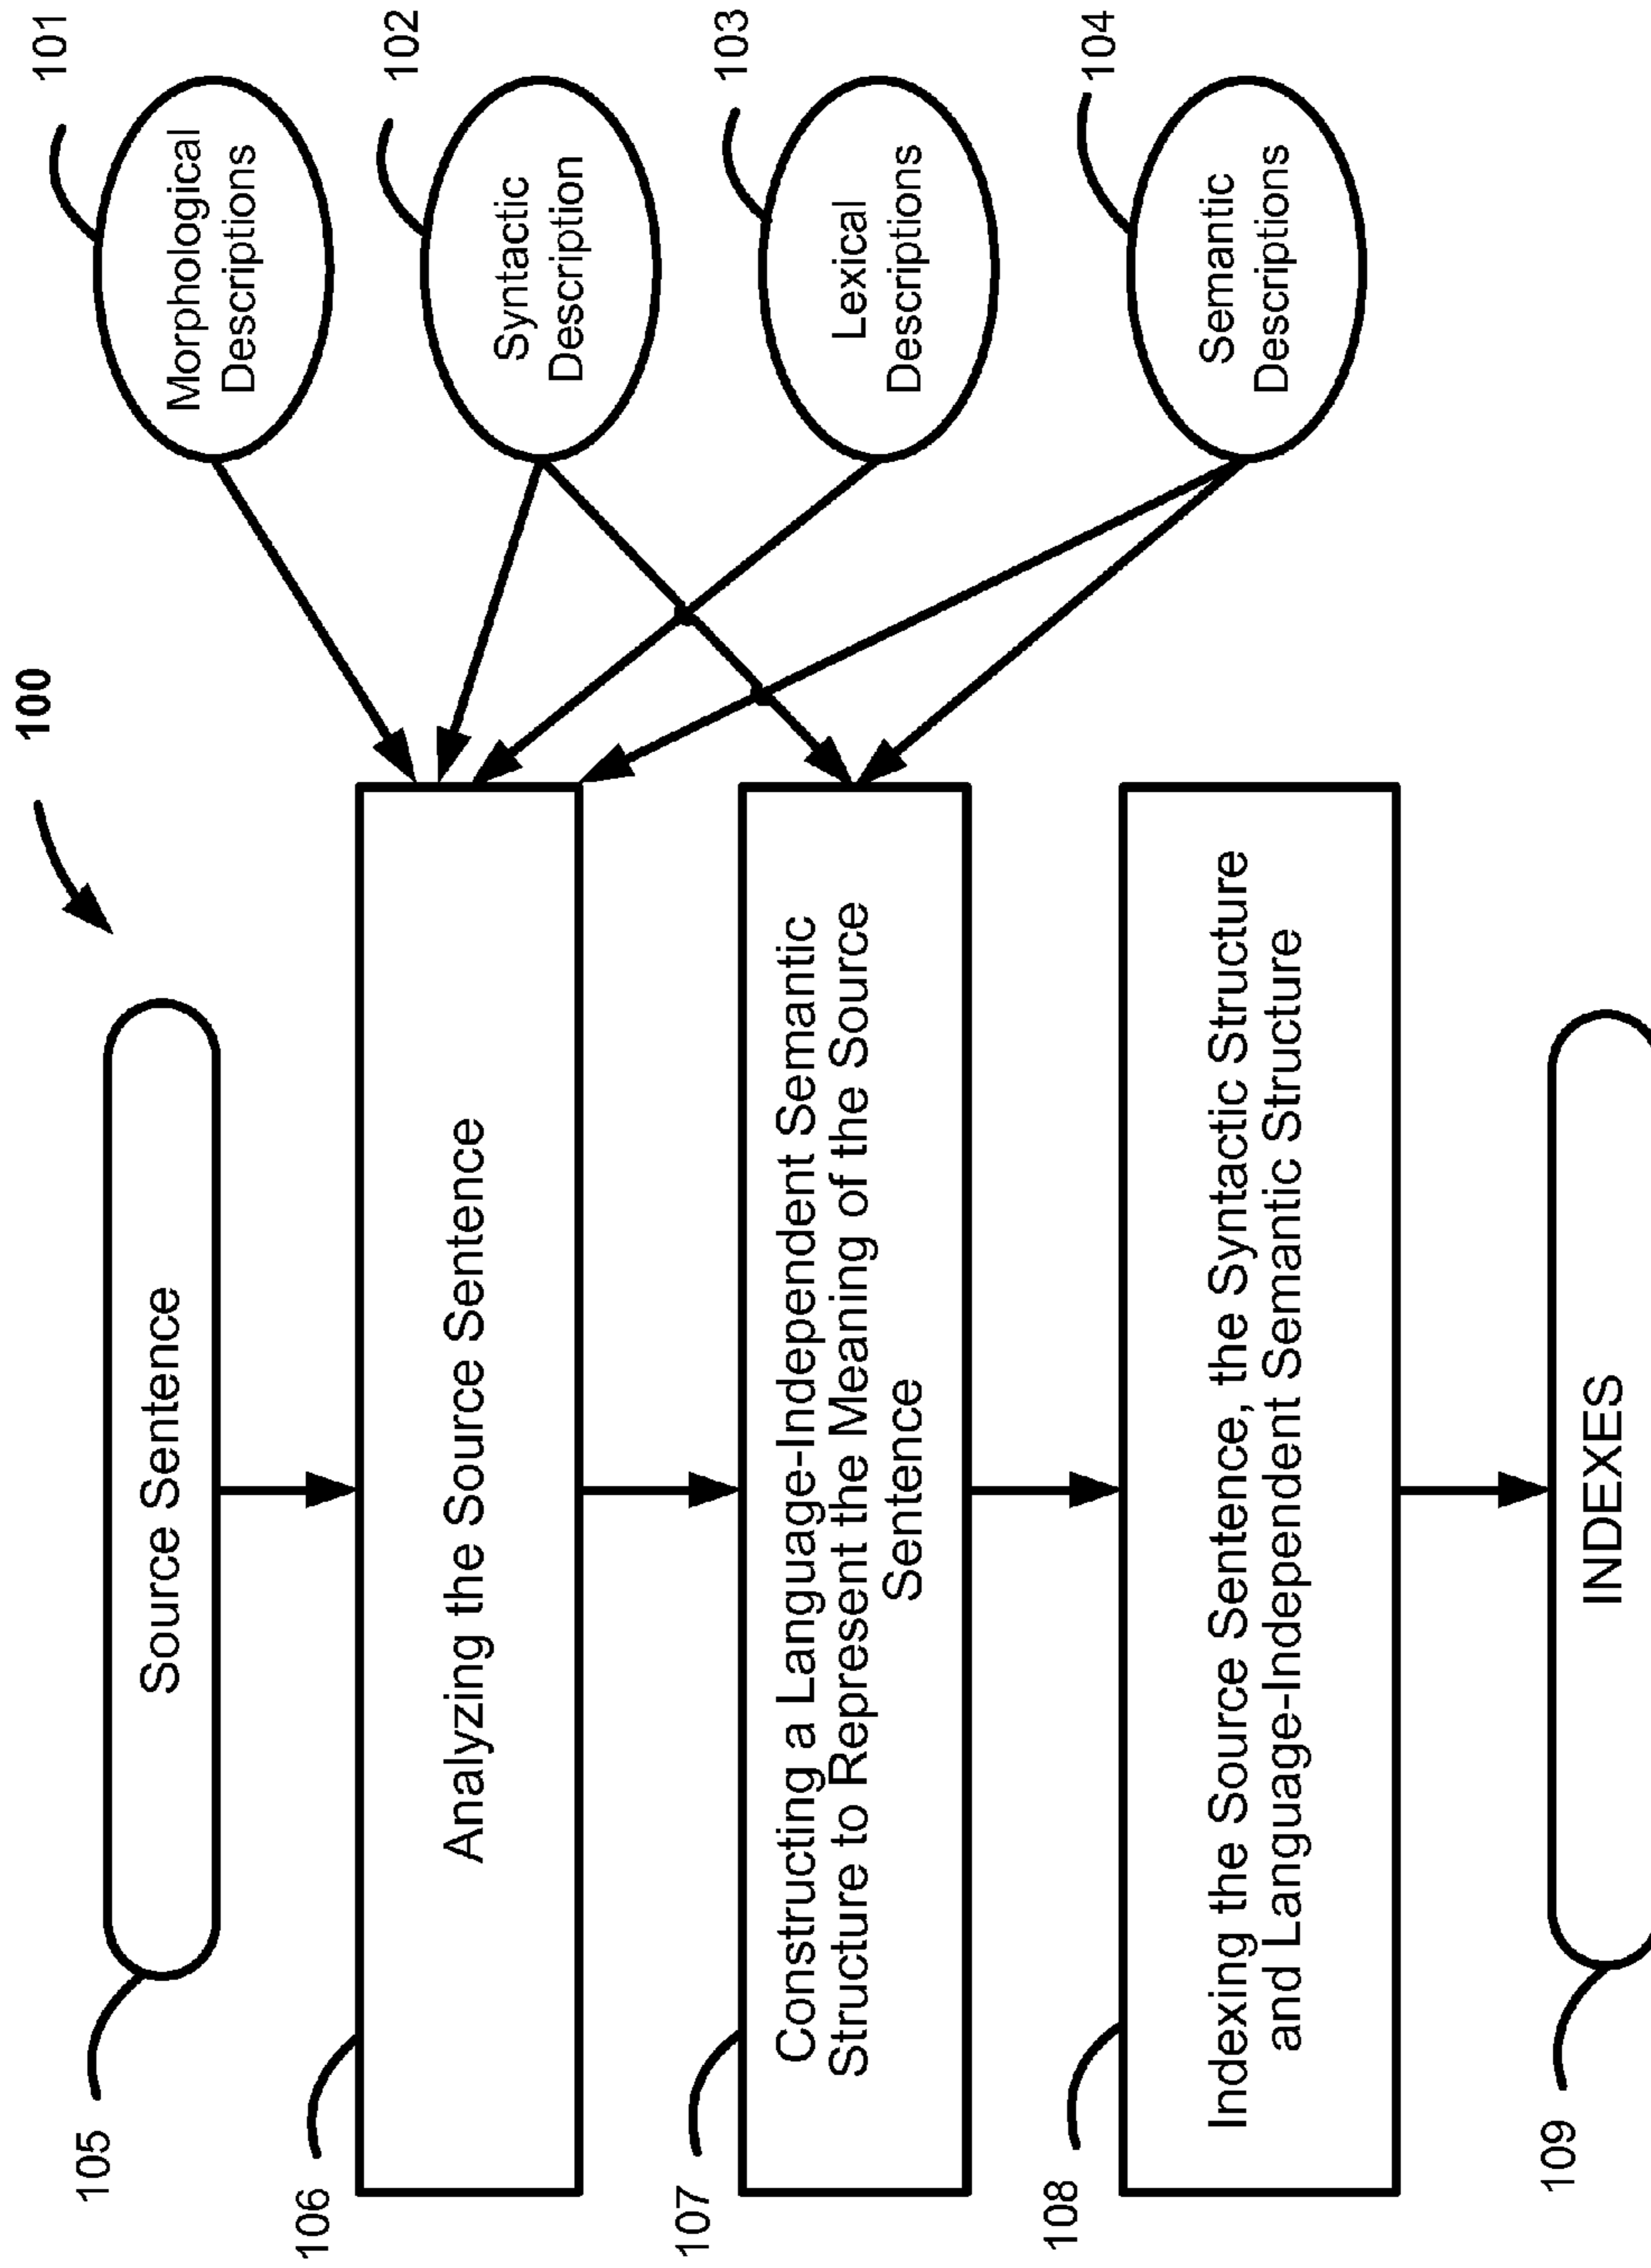 100
105
Source Sentence
106
Analyzing the Source Sentence
107
Constructing a Language-Independent Semantic
Structure to Represent the Meaning of the Source
Sentence
108
Indexing the Source Sentence, the Syntactic Structure
and Language-Independent Semantic Structure
109
INDEXES
101
Morphological
Descriptions
102
Syntactic
Description
103
Lexical
Descriptions
104
Semantic
Descriptions